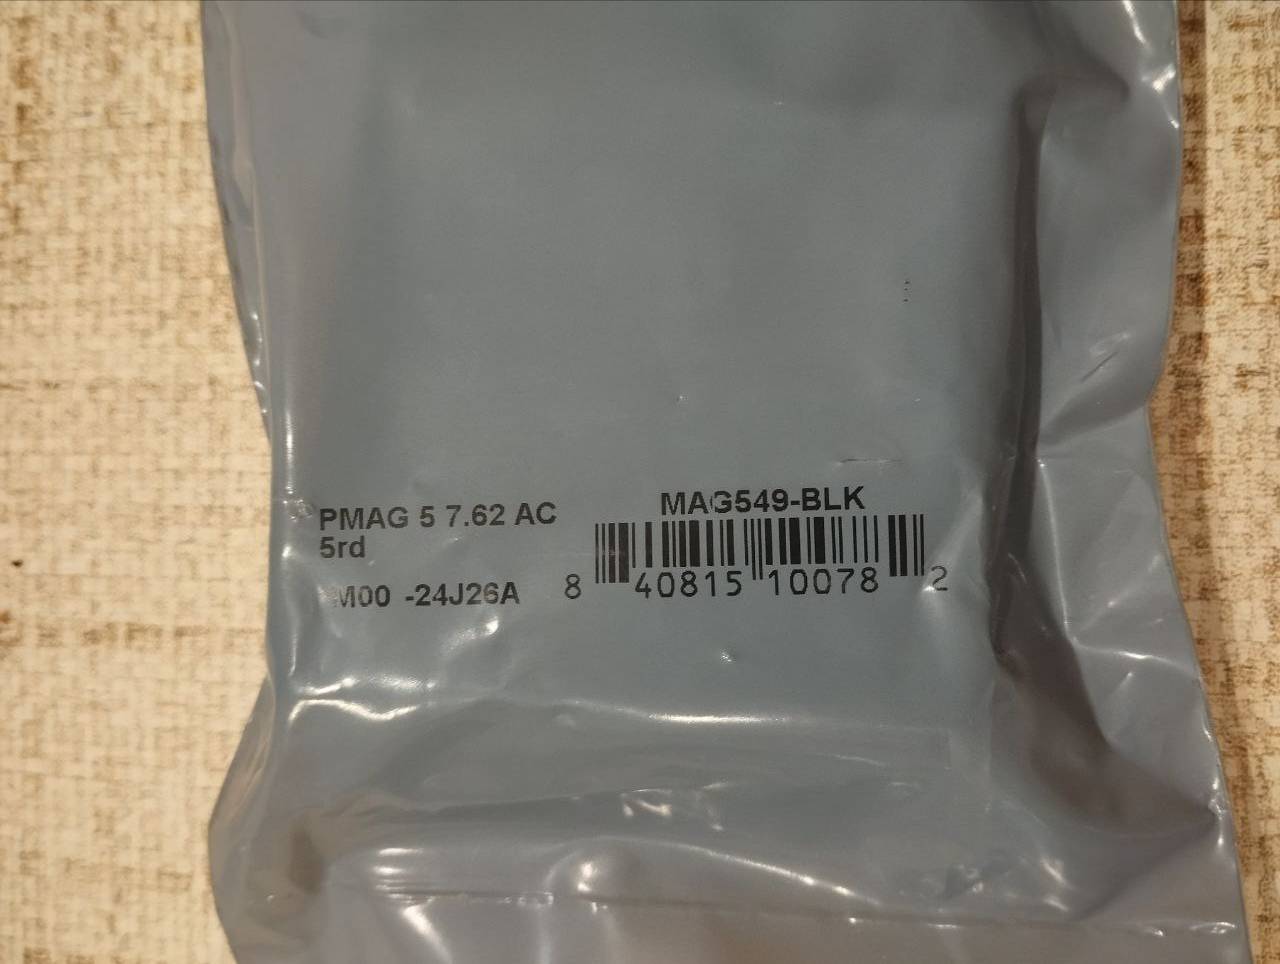 PMAG 5 7.62 AC
5rd
M00 -24J26A
MAG549-BLK
8 40815 10078 2